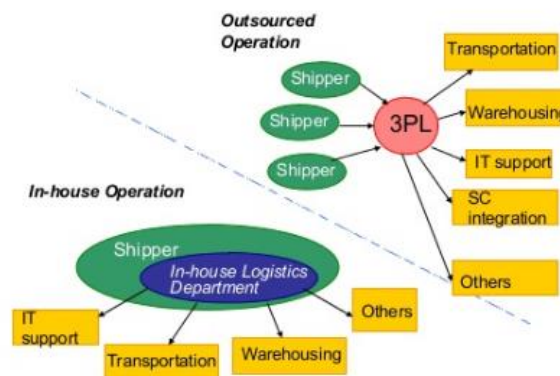 Outsourced
Operation
Shipper
Shipper
Shipper
3PL
Transportation
Warehousing
IT support
SC
integration
Others
In-house Operation
Shipper
In-house Logistics
Department
IT
support
Transportation
Warehousing
Others